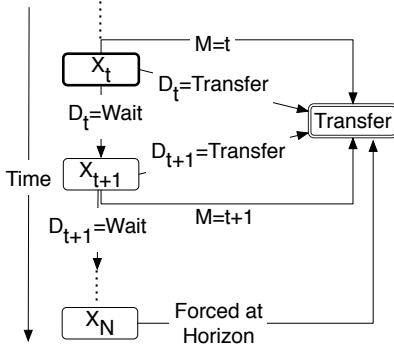 M=t
X_t
D_t=Transfer
D_t=Wait
Transfer
D_{t+1}=Transfer
Time
X_{t+1}
D_{t+1}=Wait
M=t+1
X_N
Forced at
Horizon